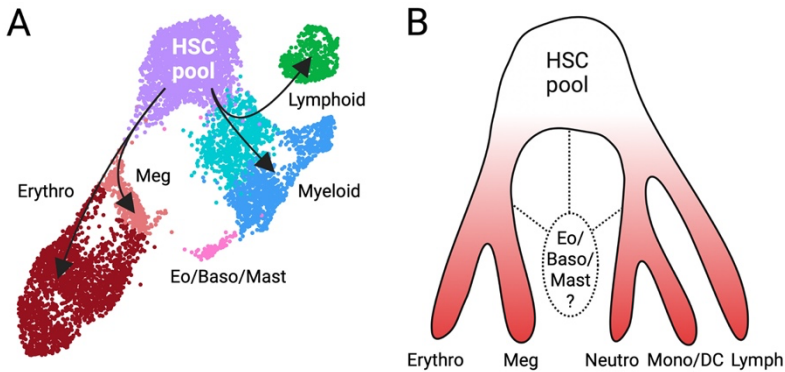 A
HSC
pool
Lymphoid
Meg
Erythro
Myeloid
Eo/Baso/Mast
B
HSC
pool
Eo/
Baso/
Mast
?
Erythro
Meg
Neutro
Mono/DC
Lymph